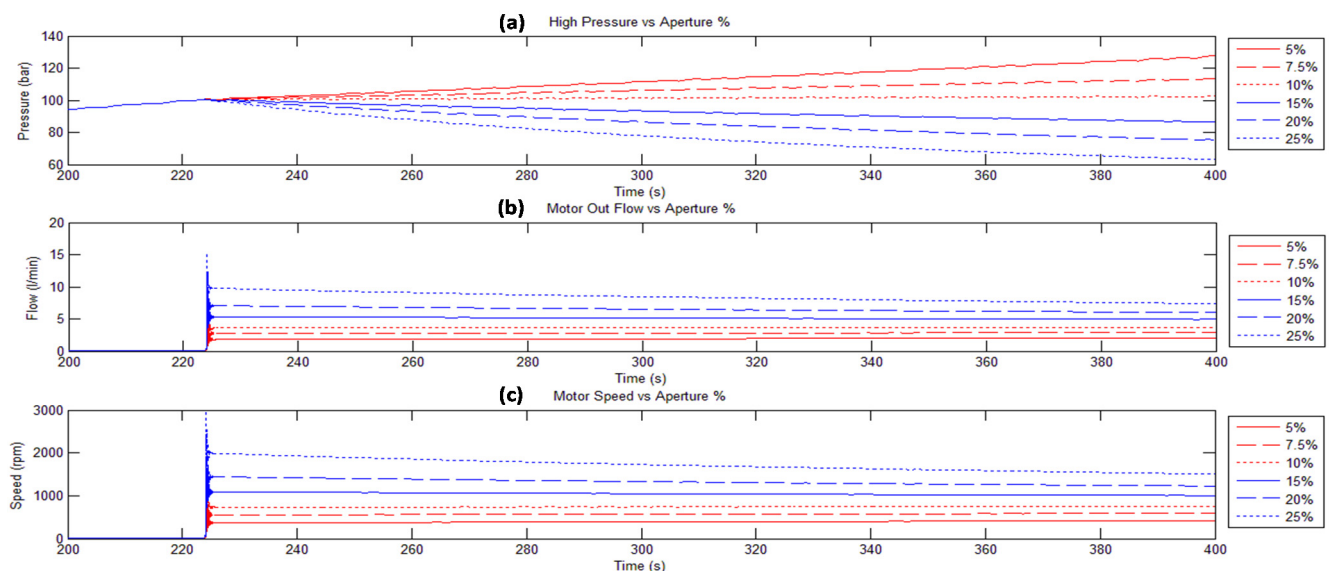 (a)
High Pressure vs Aperture %
140
120
100
80
60
Pressure (bar)
200 220 240 260 280 300 320 340 360 380 400
Time (s)
5%
7.5%
10%
15%
20%
25%
(b)
Motor Out Flow vs Aperture %
20
15
10
5
0
Flow (l/min)
200 220 240 260 280 300 320 340 360 380 400
Time (s)
5%
7.5%
10%
15%
20%
25%
(c)
Motor Speed vs Aperture %
3000
2000
1000
0
Speed (rpm)
200 220 240 260 280 300 320 340 360 380 400
Time (s)
5%
7.5%
10%
15%
20%
25%